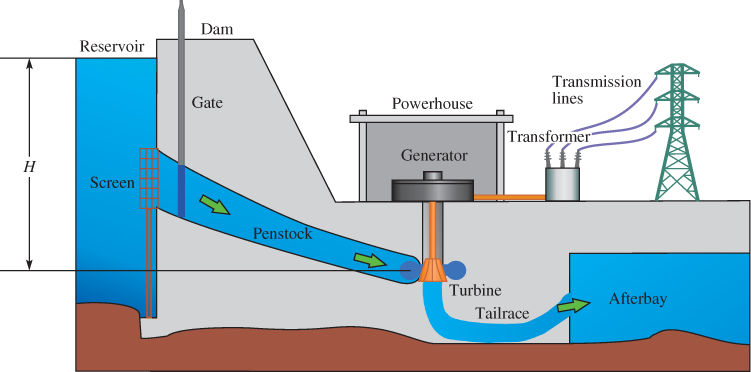 Dam
Reservoir
Gate
Transmission
lines
Powerhouse
Transformer
Generator
H
Screen
Penstock
Turbine
Afterbay
Tailrace